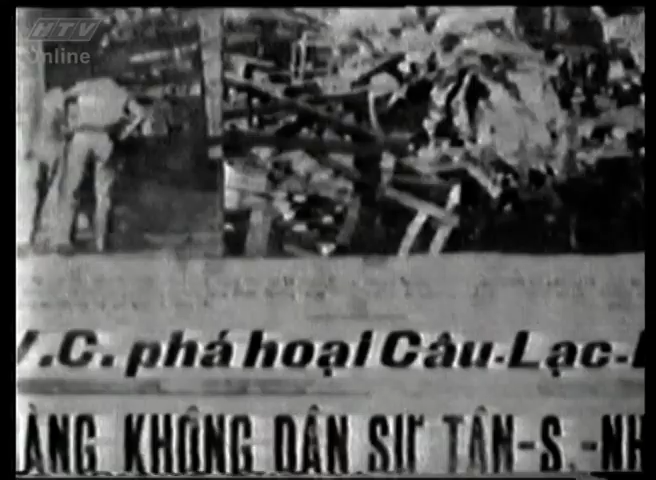 HTV
Online
V.C. phá hoại Câu-Lạc-
ÀNG KHÔNG DÂN SỰ TÂN-S.-NH